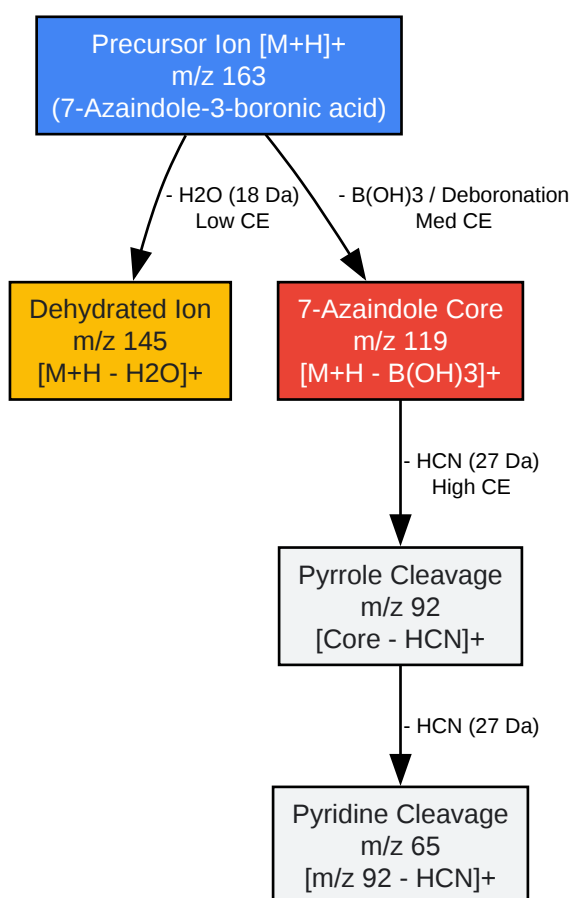 Precursor Ion [M+H]+
m/z 163
(7-Azaindole-3-boronic acid)
- H2O (18 Da)
Low CE
- B(OH)3 / Deboronation
Med CE
Dehydrated Ion
m/z 145
[M+H - H2O]+
7-Azaindole Core
m/z 119
[M+H - B(OH)3]+
- HCN (27 Da)
High CE
Pyrrole Cleavage
m/z 92
[Core - HCN]+
- HCN (27 Da)
Pyridine Cleavage
m/z 65
[m/z 92 - HCN]+